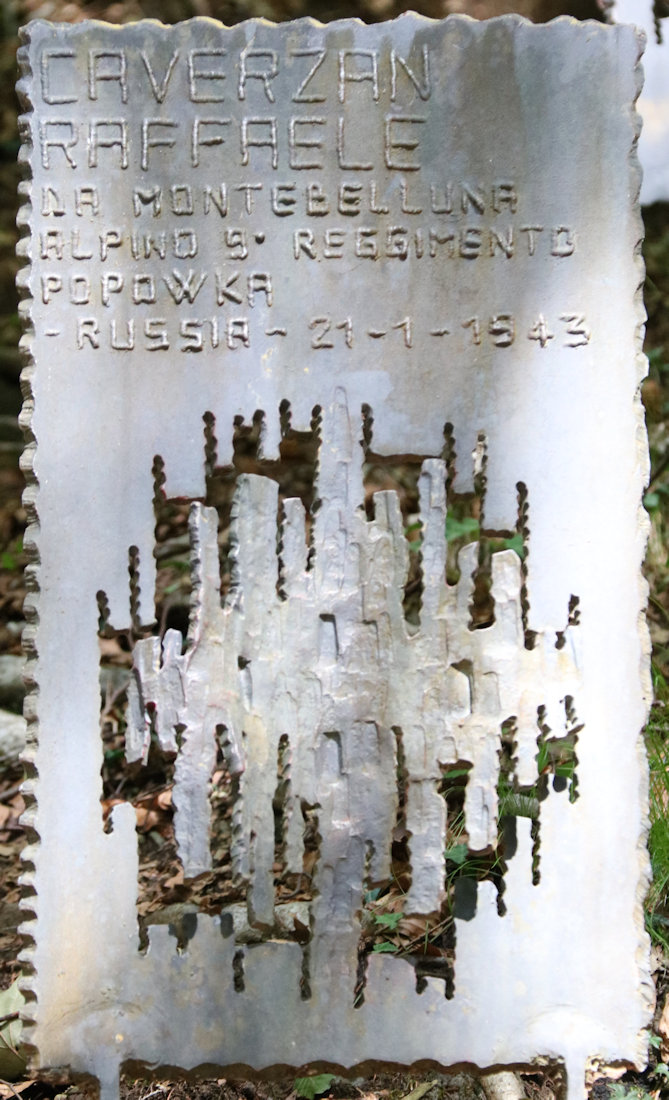 CAVERZAN
RAFFAELE
DA MONTEBELLUNA
ALPINO 9° REGGIMENTO
POPOWKA
-RUSSIA-21-1-1943